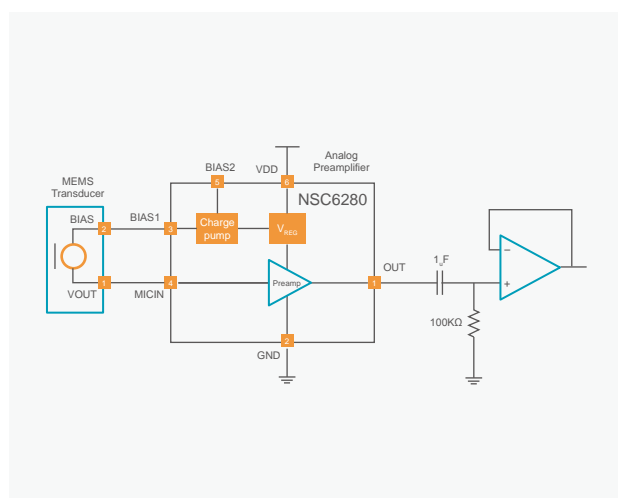 Analog
Preamplifier
BIAS2
VDD
5
6
NSC6280
MEMS
Transducer
BIAS
2
BIAS1
3
Charge
pump
VREG
VOUT
1
MICIN
4
Preamp
1
OUT
1uF
−
+
100KΩ
2
GND